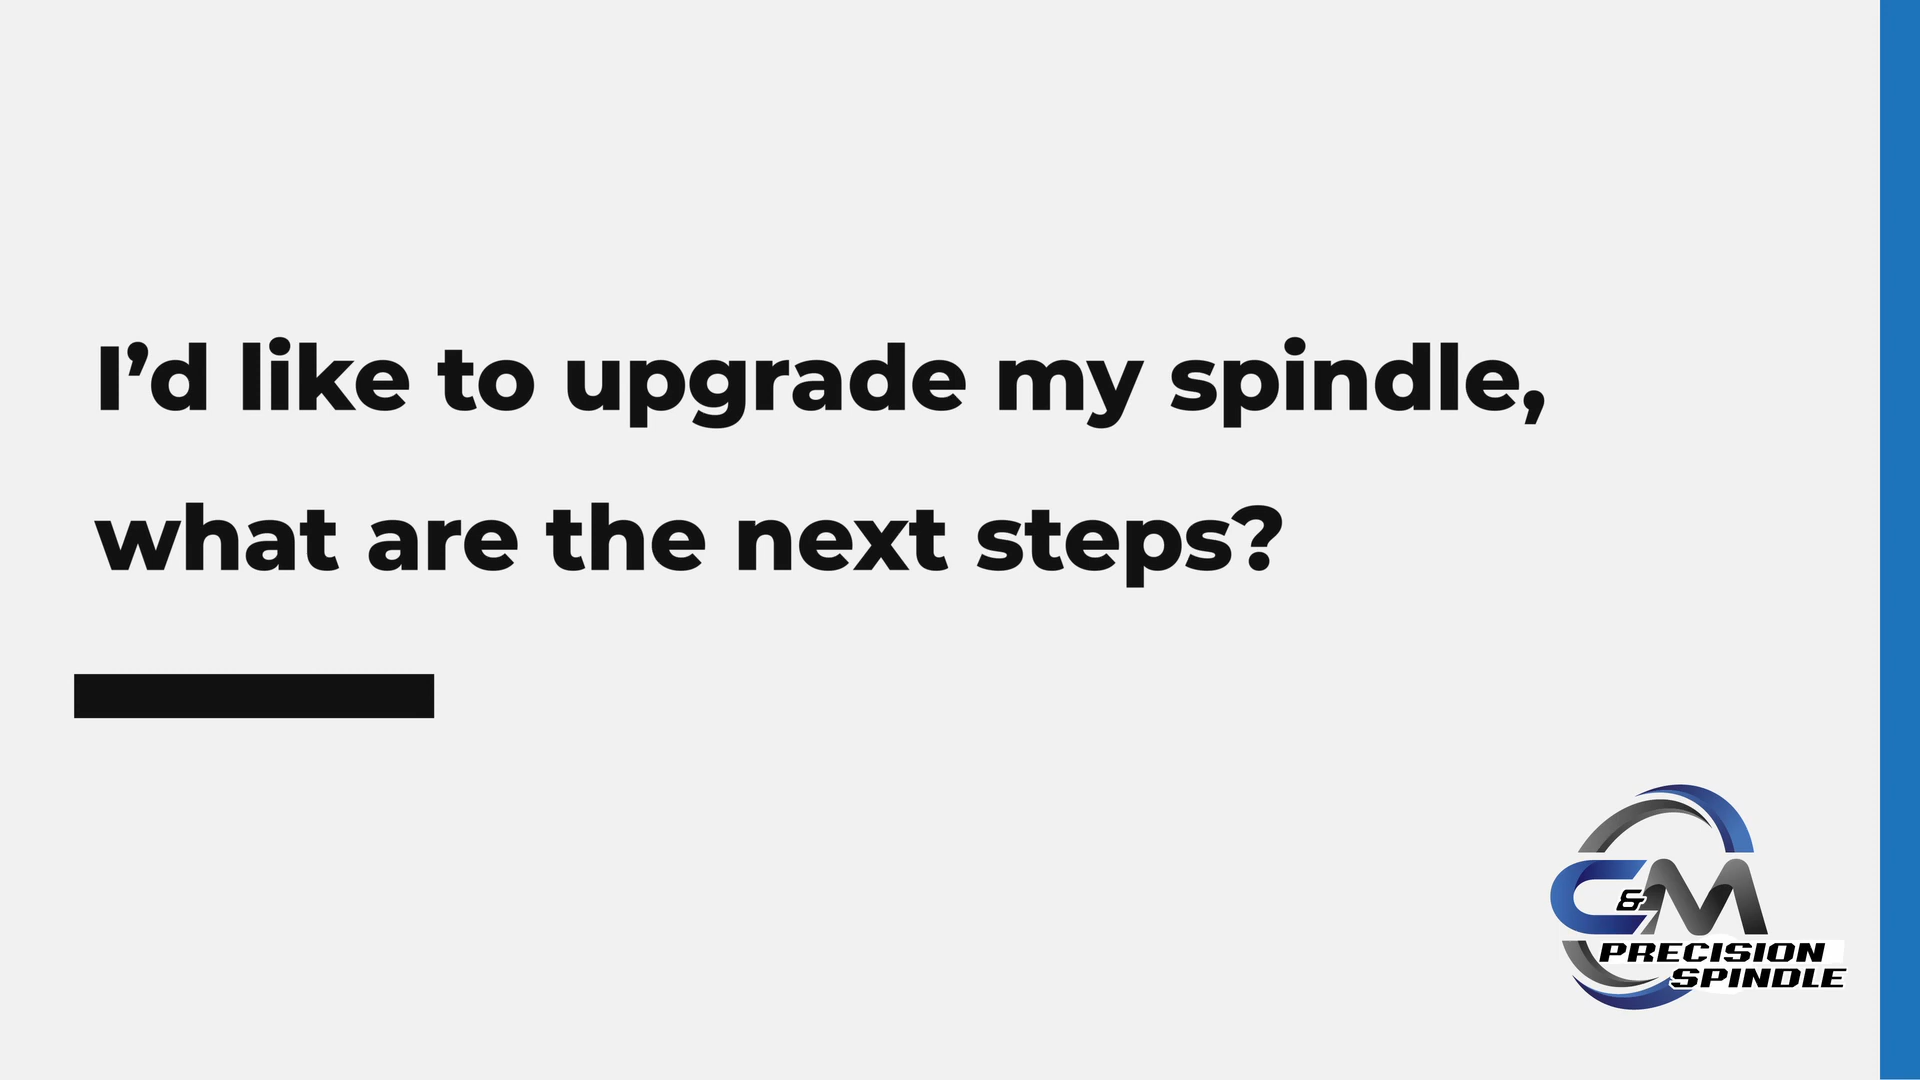 I’d like to upgrade my spindle,
what are the next steps?
C&M
PRECISION
SPINDLE